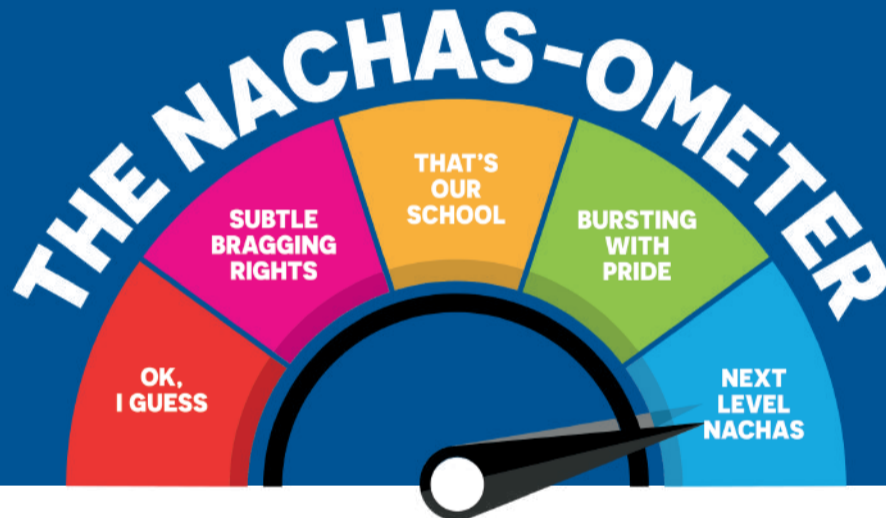 THE NACHAS-OMETER
OK,
I GUESS
SUBTLE
BRAGGING
RIGHTS
THAT'S
OUR
SCHOOL
BURSTING
WITH
PRIDE
NEXT
LEVEL
NACHAS